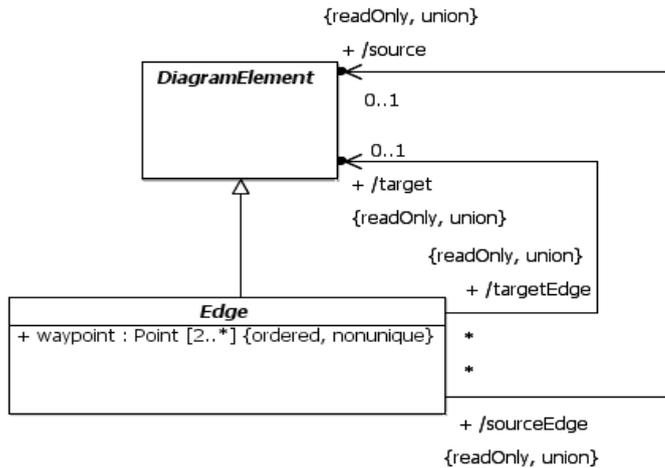 {readOnly, union}
+ /source
DiagramElement
0..1
0..1
+ /target
{readOnly, union}
{readOnly, union}
+ /targetEdge
Edge
+ waypoint : Point [2..*] {ordered, nonunique}
*
*
+ /sourceEdge
{readOnly, union}